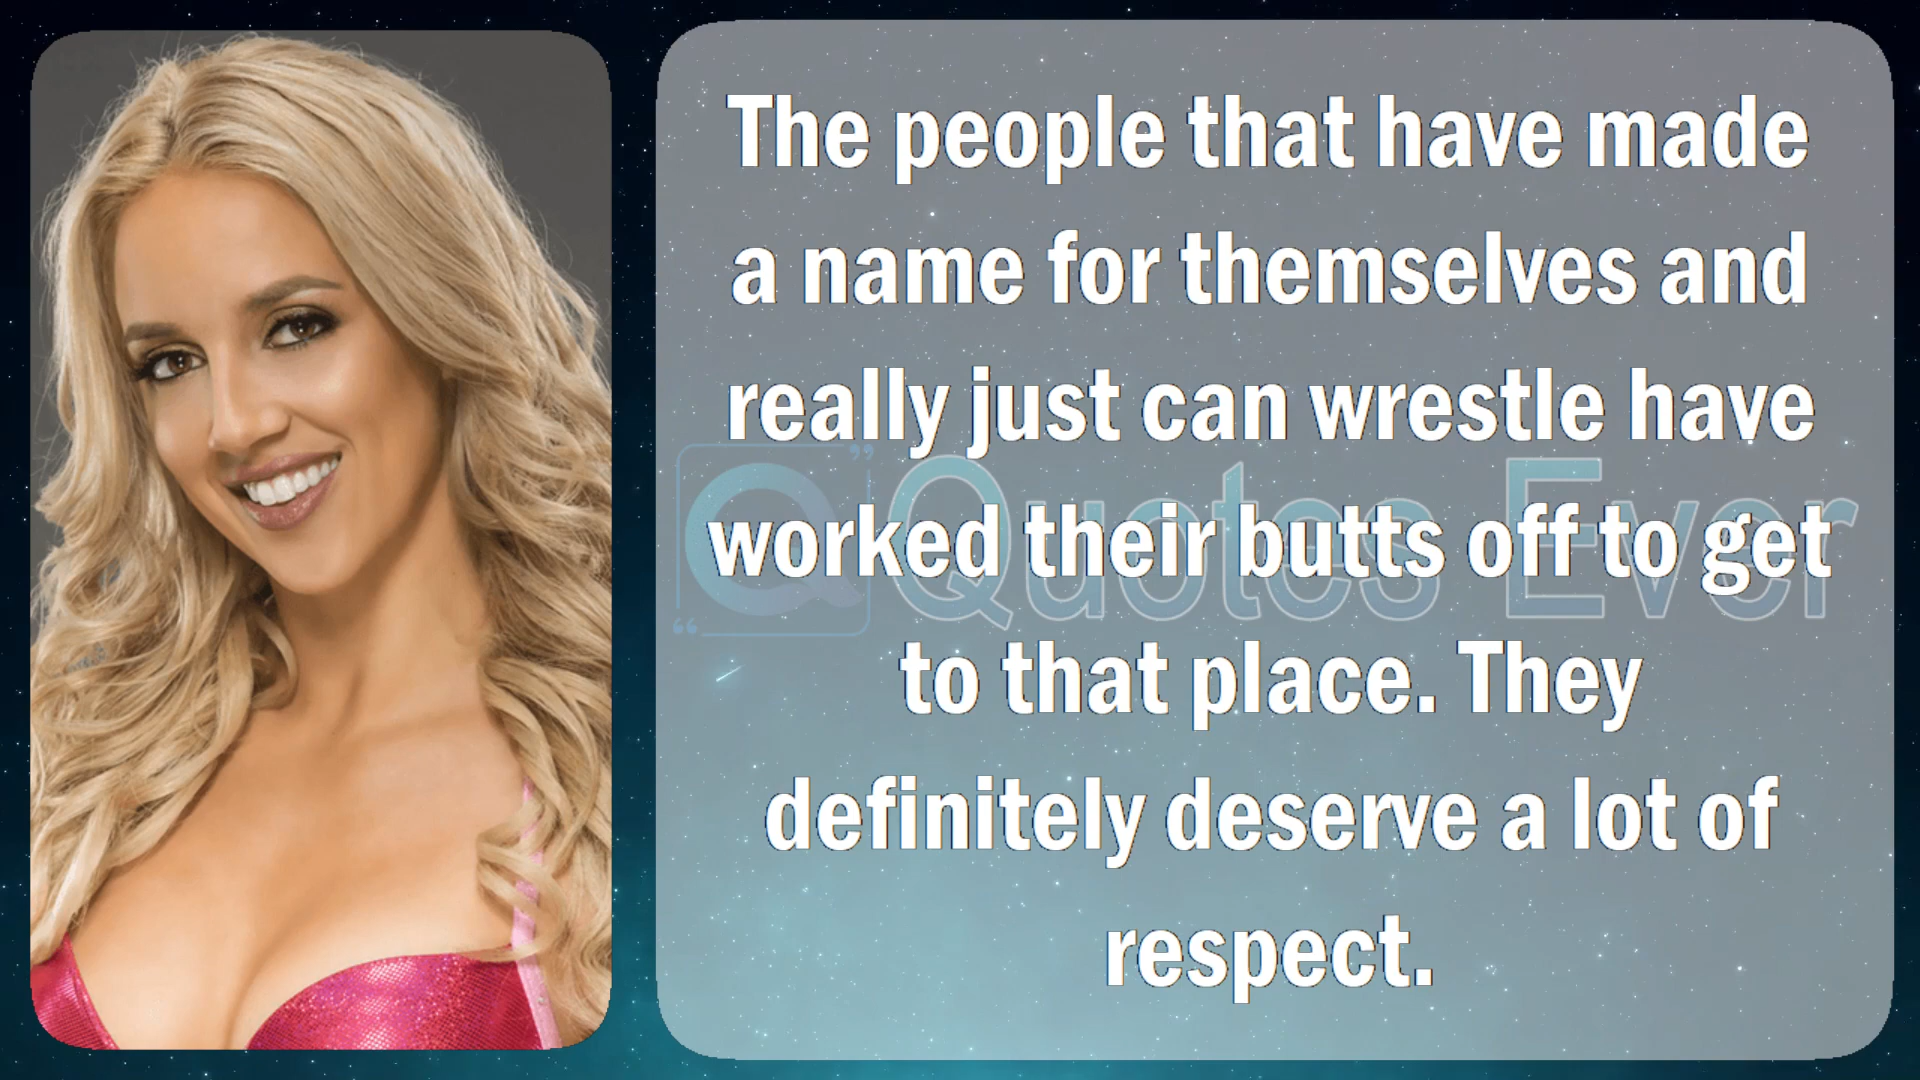 The people that have made
a name for themselves and
really just can wrestle have
worked their butts off to get
to that place. They
definitely deserve a lot of
respect.
Quotes Ever